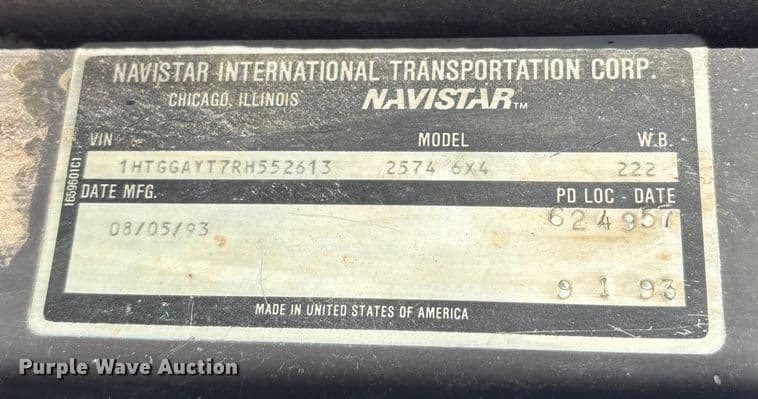 NAVISTAR INTERNATIONAL TRANSPORTATION CORP.
CHICAGO, ILLINOIS NAVISTAR™
VIN MODEL W.B.
1HTGGAYT7RH552613 2574 6X4 222
1659601C1
DATE MFG. PD LOC - DATE
08/05/93 624957
9 1 93
MADE IN UNITED STATES OF AMERICA
Purple Wave Auction